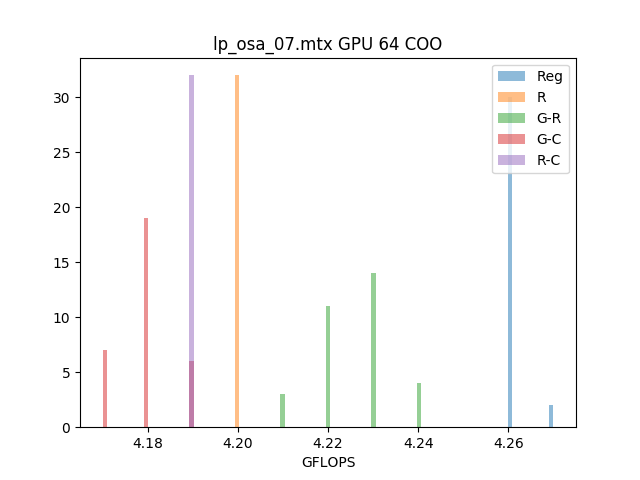 lp_osa_07.mtx GPU 64 COO
Reg
R
G-R
G-C
R-C
30
25
20
15
10
5
0
4.18 4.20 4.22 4.24 4.26
GFLOPS